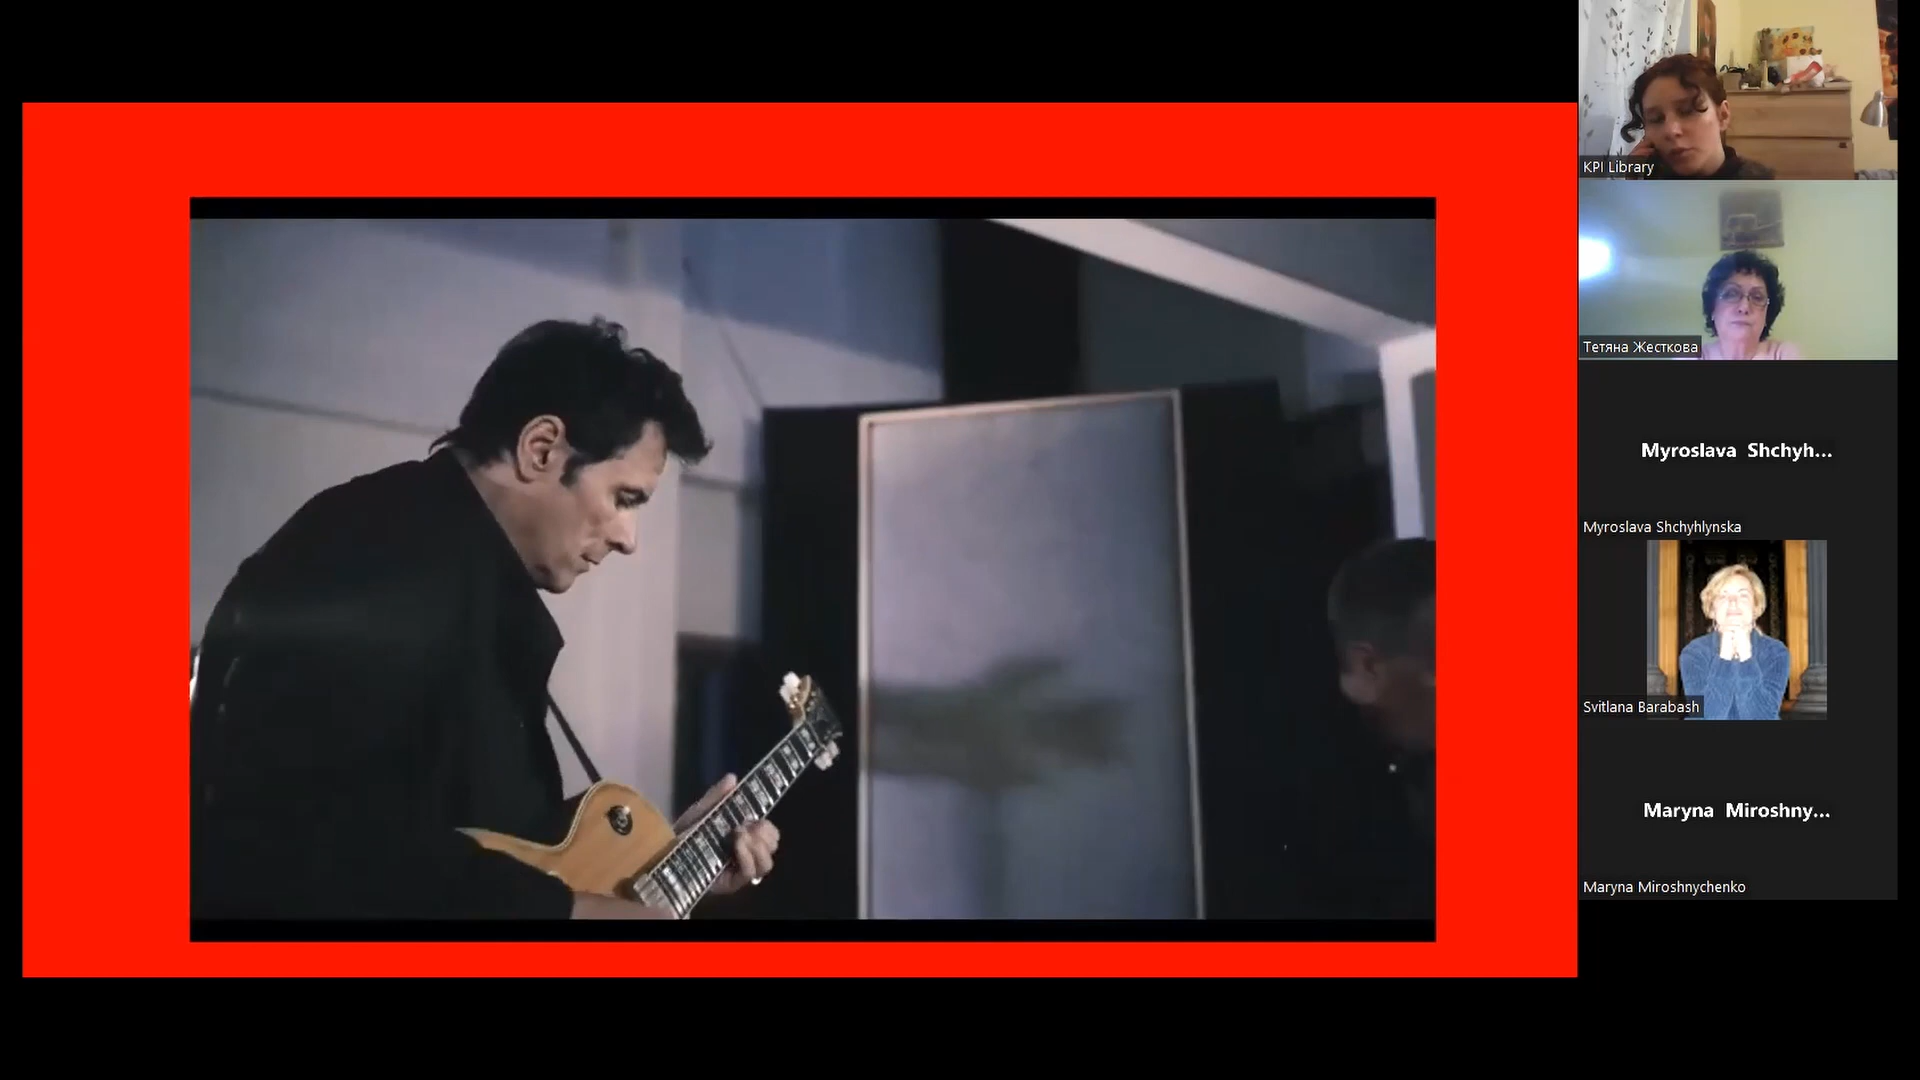 KPI Library
Тетяна Жесткова
Myroslava Shchyh...
Myroslava Shchyhlynska
Svitlana Barabash
Maryna Miroshny...
Maryna Miroshnychenko